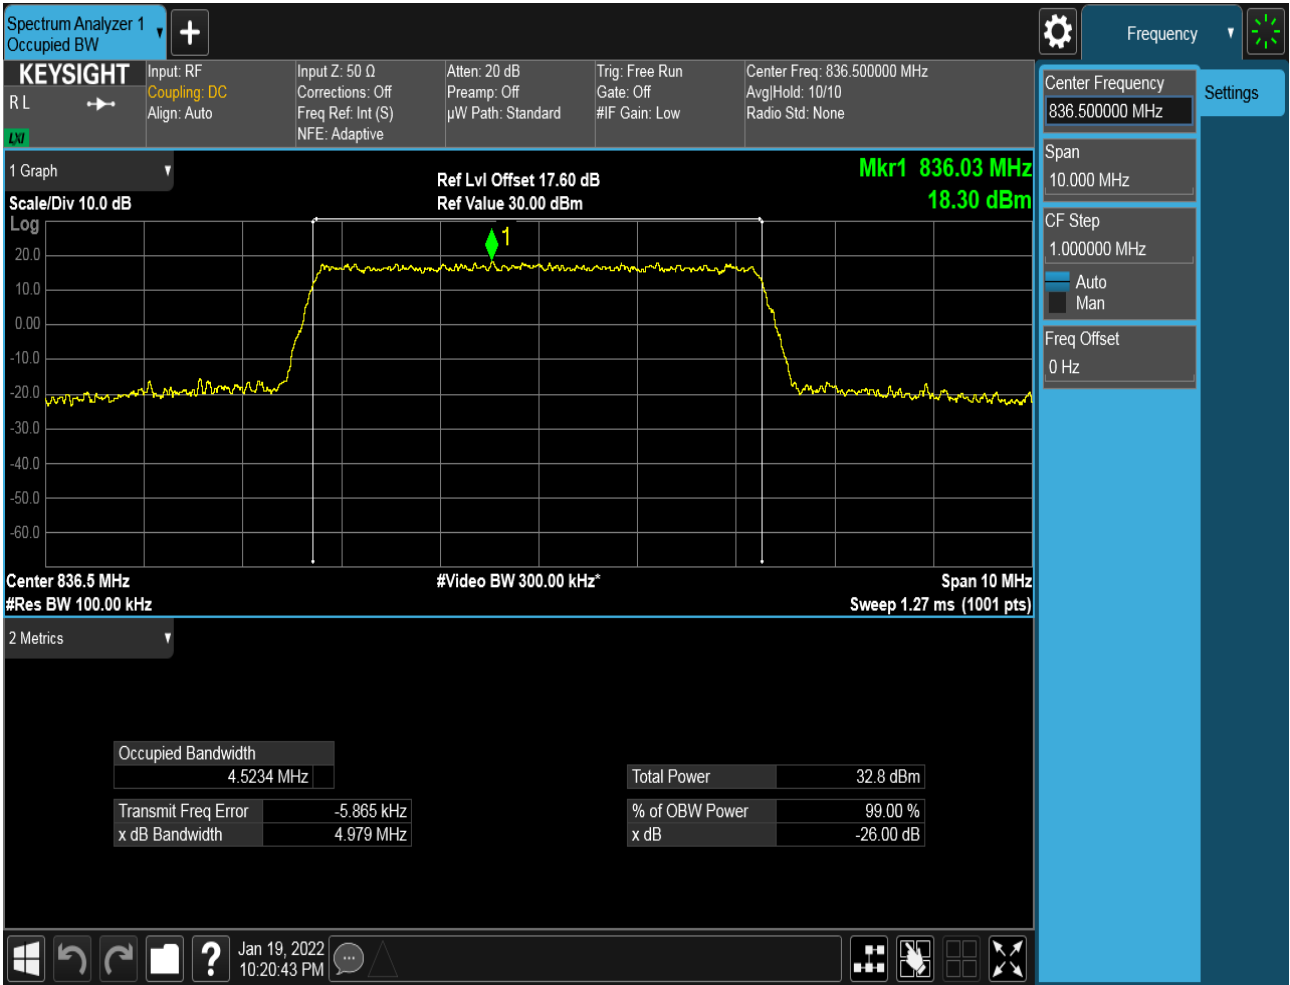 Spectrum Analyzer 1
Occupied BW
Frequency
KEYSIGHT
R L
LXI
Input: RF
Coupling: DC
Align: Auto
Input Z: 50 Ω
Corrections: Off
Freq Ref: Int (S)
NFE: Adaptive
Atten: 20 dB
Preamp: Off
µW Path: Standard
Trig: Free Run
Gate: Off
#IF Gain: Low
Center Freq: 836.500000 MHz
Avg|Hold: 10/10
Radio Std: None
Center Frequency
836.500000 MHz
Settings
Span
10.000 MHz
CF Step
1.000000 MHz
Auto
Man
Freq Offset
0 Hz
1 Graph
Scale/Div 10.0 dB
Log
Ref Lvl Offset 17.60 dB
Ref Value 30.00 dBm
Mkr1 836.03 MHz
18.30 dBm
1
20.0
10.0
0.00
-10.0
-20.0
-30.0
-40.0
-50.0
-60.0
Center 836.5 MHz
#Video BW 300.00 kHz*
Span 10 MHz
#Res BW 100.00 kHz
Sweep 1.27 ms (1001 pts)
2 Metrics
Occupied Bandwidth
4.5234 MHz
Total Power 32.8 dBm
Transmit Freq Error -5.865 kHz
% of OBW Power 99.00 %
x dB Bandwidth 4.979 MHz
x dB -26.00 dB
?
Jan 19, 2022
10:20:43 PM